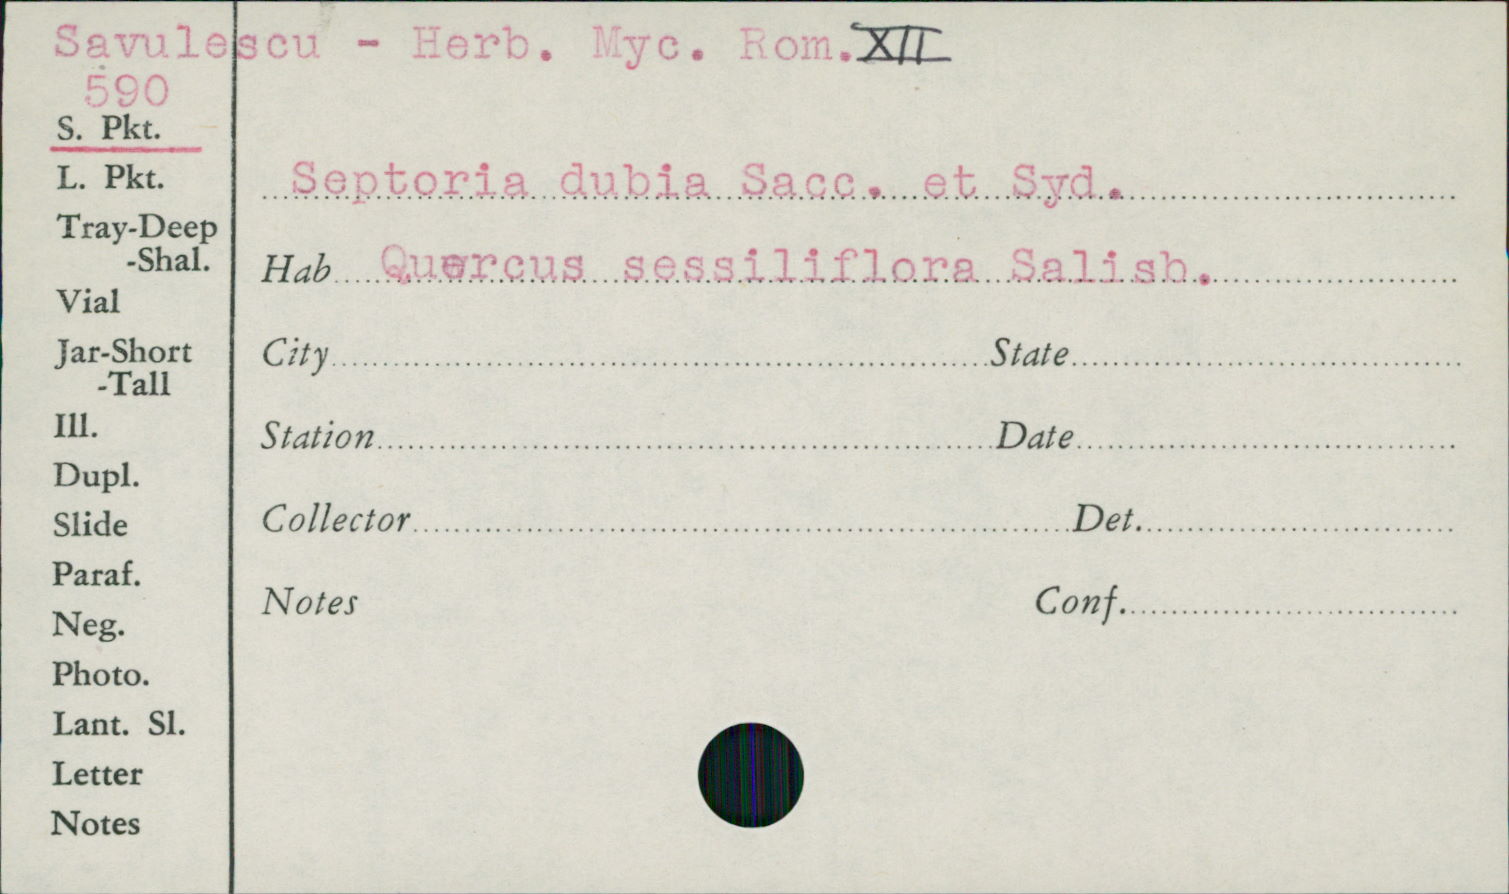 Savulescu - Herb. Myc. Rom. XII
590
S. Pkt.
L. Pkt.
Tray-Deep
-Shal.
Vial
Jar-Short
-Tall
Ill.
Dupl.
Slide
Paraf.
Neg.
Photo.
Lant. Sl.
Letter
Notes
Septoria dubia Sacc. et Syd.
Hab Quercus sessiliflora Salisb.
City State
Station Date
Collector Det.
Notes Conf.